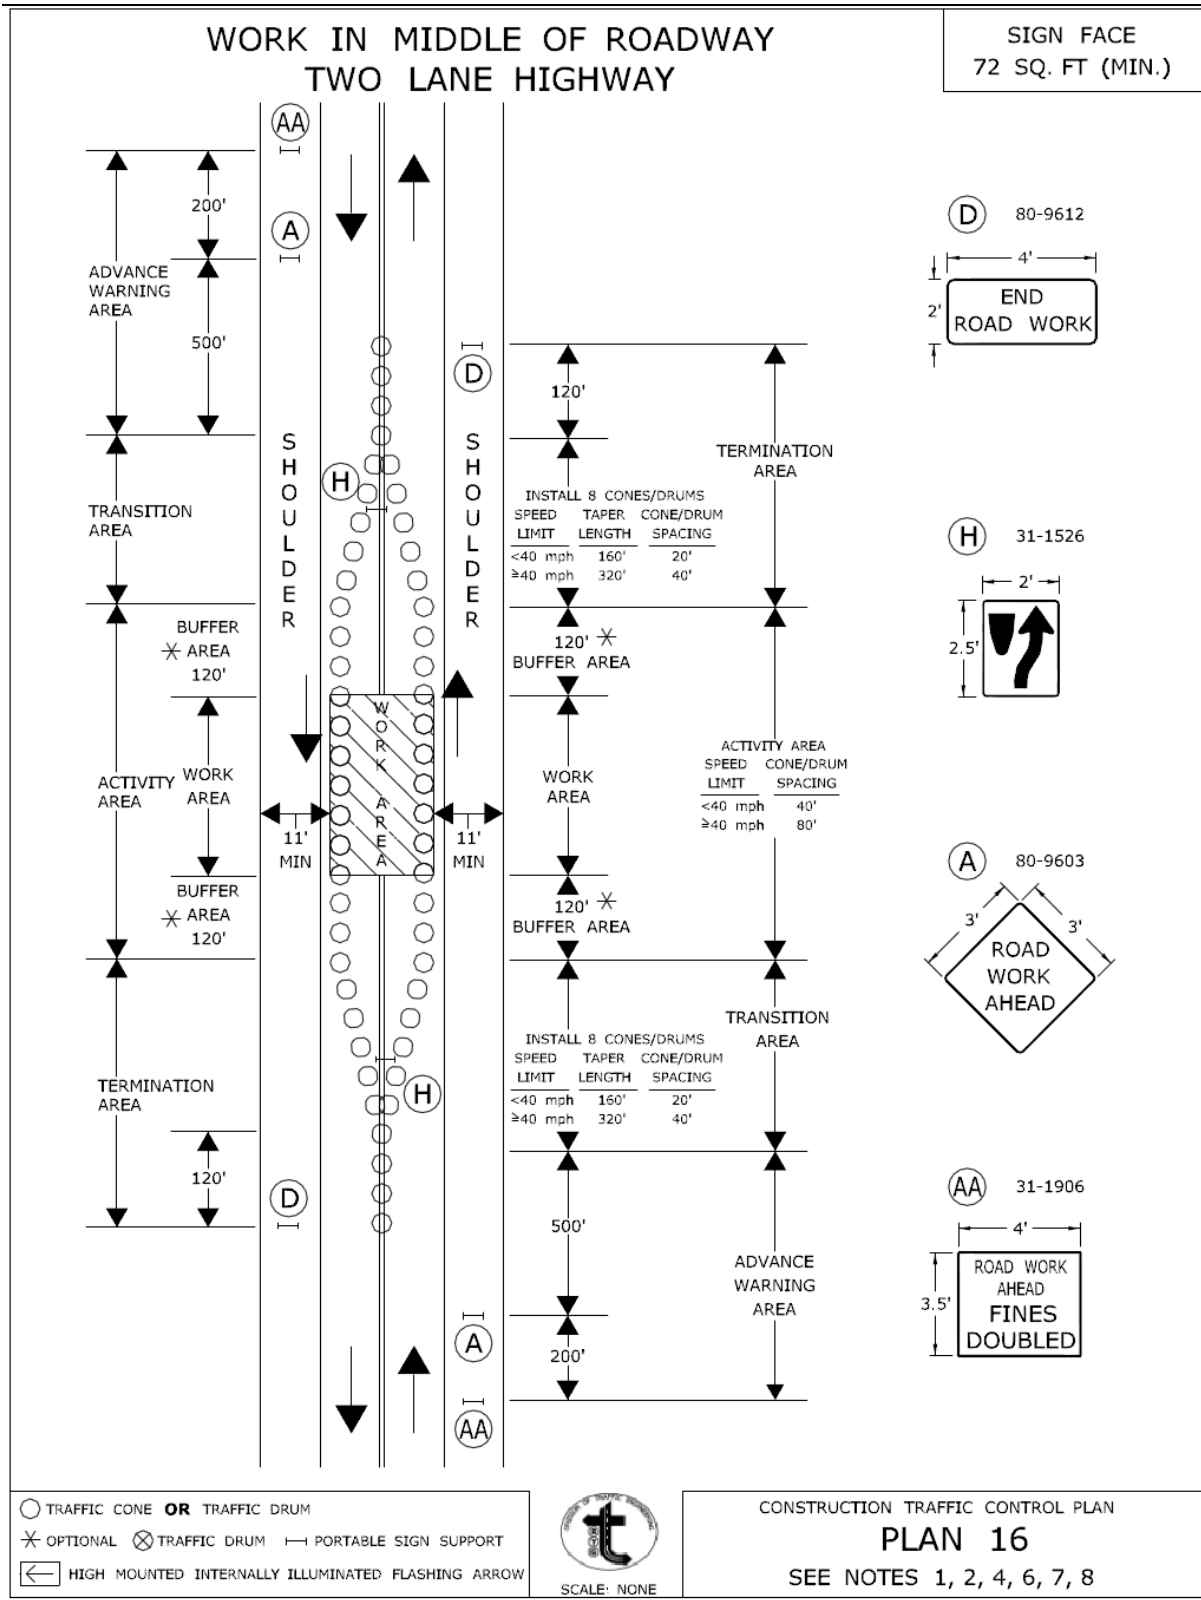 WORK IN MIDDLE OF ROADWAY
TWO LANE HIGHWAY
SIGN FACE
72 SQ. FT (MIN.)
AA
200'
A
ADVANCE
WARNING
AREA
500'
D
120'
SHOULDER
SHOULDER
H
TRANSITION
AREA
TERMINATION
AREA
INSTALL 8 CONES/DRUMS
SPEED TAPER CONE/DRUM
LIMIT LENGTH SPACING
<40 mph 160' 20'
≥40 mph 320' 40'
BUFFER
* AREA
120'
120' *
BUFFER AREA
WORK AREA
ACTIVITY
AREA
WORK
AREA
WORK
AREA
ACTIVITY AREA
SPEED CONE/DRUM
LIMIT SPACING
<40 mph 40'
≥40 mph 80'
11'
MIN
11'
MIN
BUFFER
* AREA
120'
120' *
BUFFER AREA
TRANSITION
AREA
INSTALL 8 CONES/DRUMS
SPEED TAPER CONE/DRUM
LIMIT LENGTH SPACING
<40 mph 160' 20'
≥40 mph 320' 40'
TERMINATION
AREA
H
120'
D
500'
ADVANCE
WARNING
AREA
A
200'
AA
D 80-9612
4'
2'
END
ROAD WORK
H 31-1526
2'
2.5'
A 80-9603
3'
3'
ROAD
WORK
AHEAD
AA 31-1906
4'
3.5'
ROAD WORK
AHEAD
FINES
DOUBLED
TRAFFIC CONE OR TRAFFIC DRUM
* OPTIONAL TRAFFIC DRUM PORTABLE SIGN SUPPORT
HIGH MOUNTED INTERNALLY ILLUMINATED FLASHING ARROW
DIVISION OF TRAFFIC ENGINEERING
t
SCALE: NONE
CONSTRUCTION TRAFFIC CONTROL PLAN
PLAN 16
SEE NOTES 1, 2, 4, 6, 7, 8